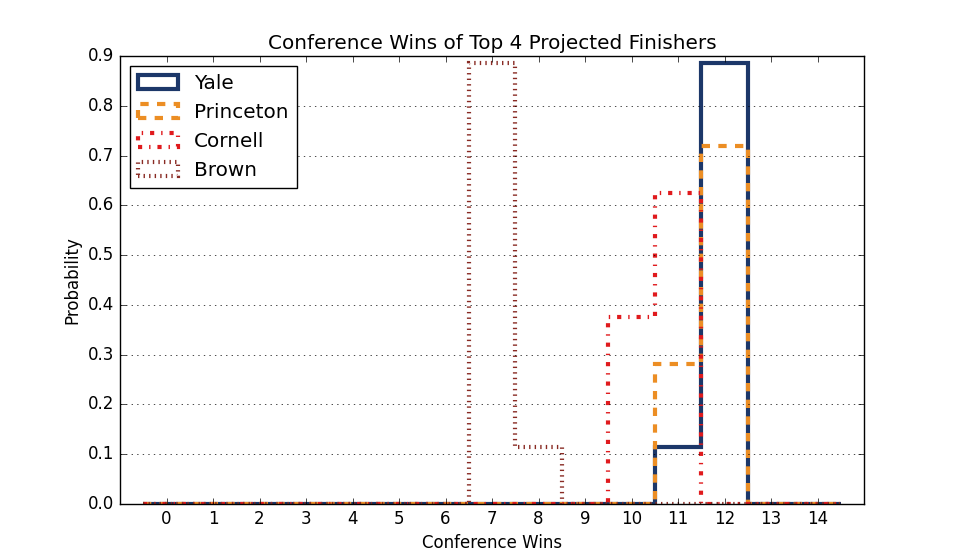 Conference Wins of Top 4 Projected Finishers
0.9
0.8
0.7
0.6
0.5
0.4
0.3
0.2
0.1
0.0
Probability
Yale
Princeton
Cornell
Brown
0 1 2 3 4 5 6 7 8 9 10 11 12 13 14
Conference Wins